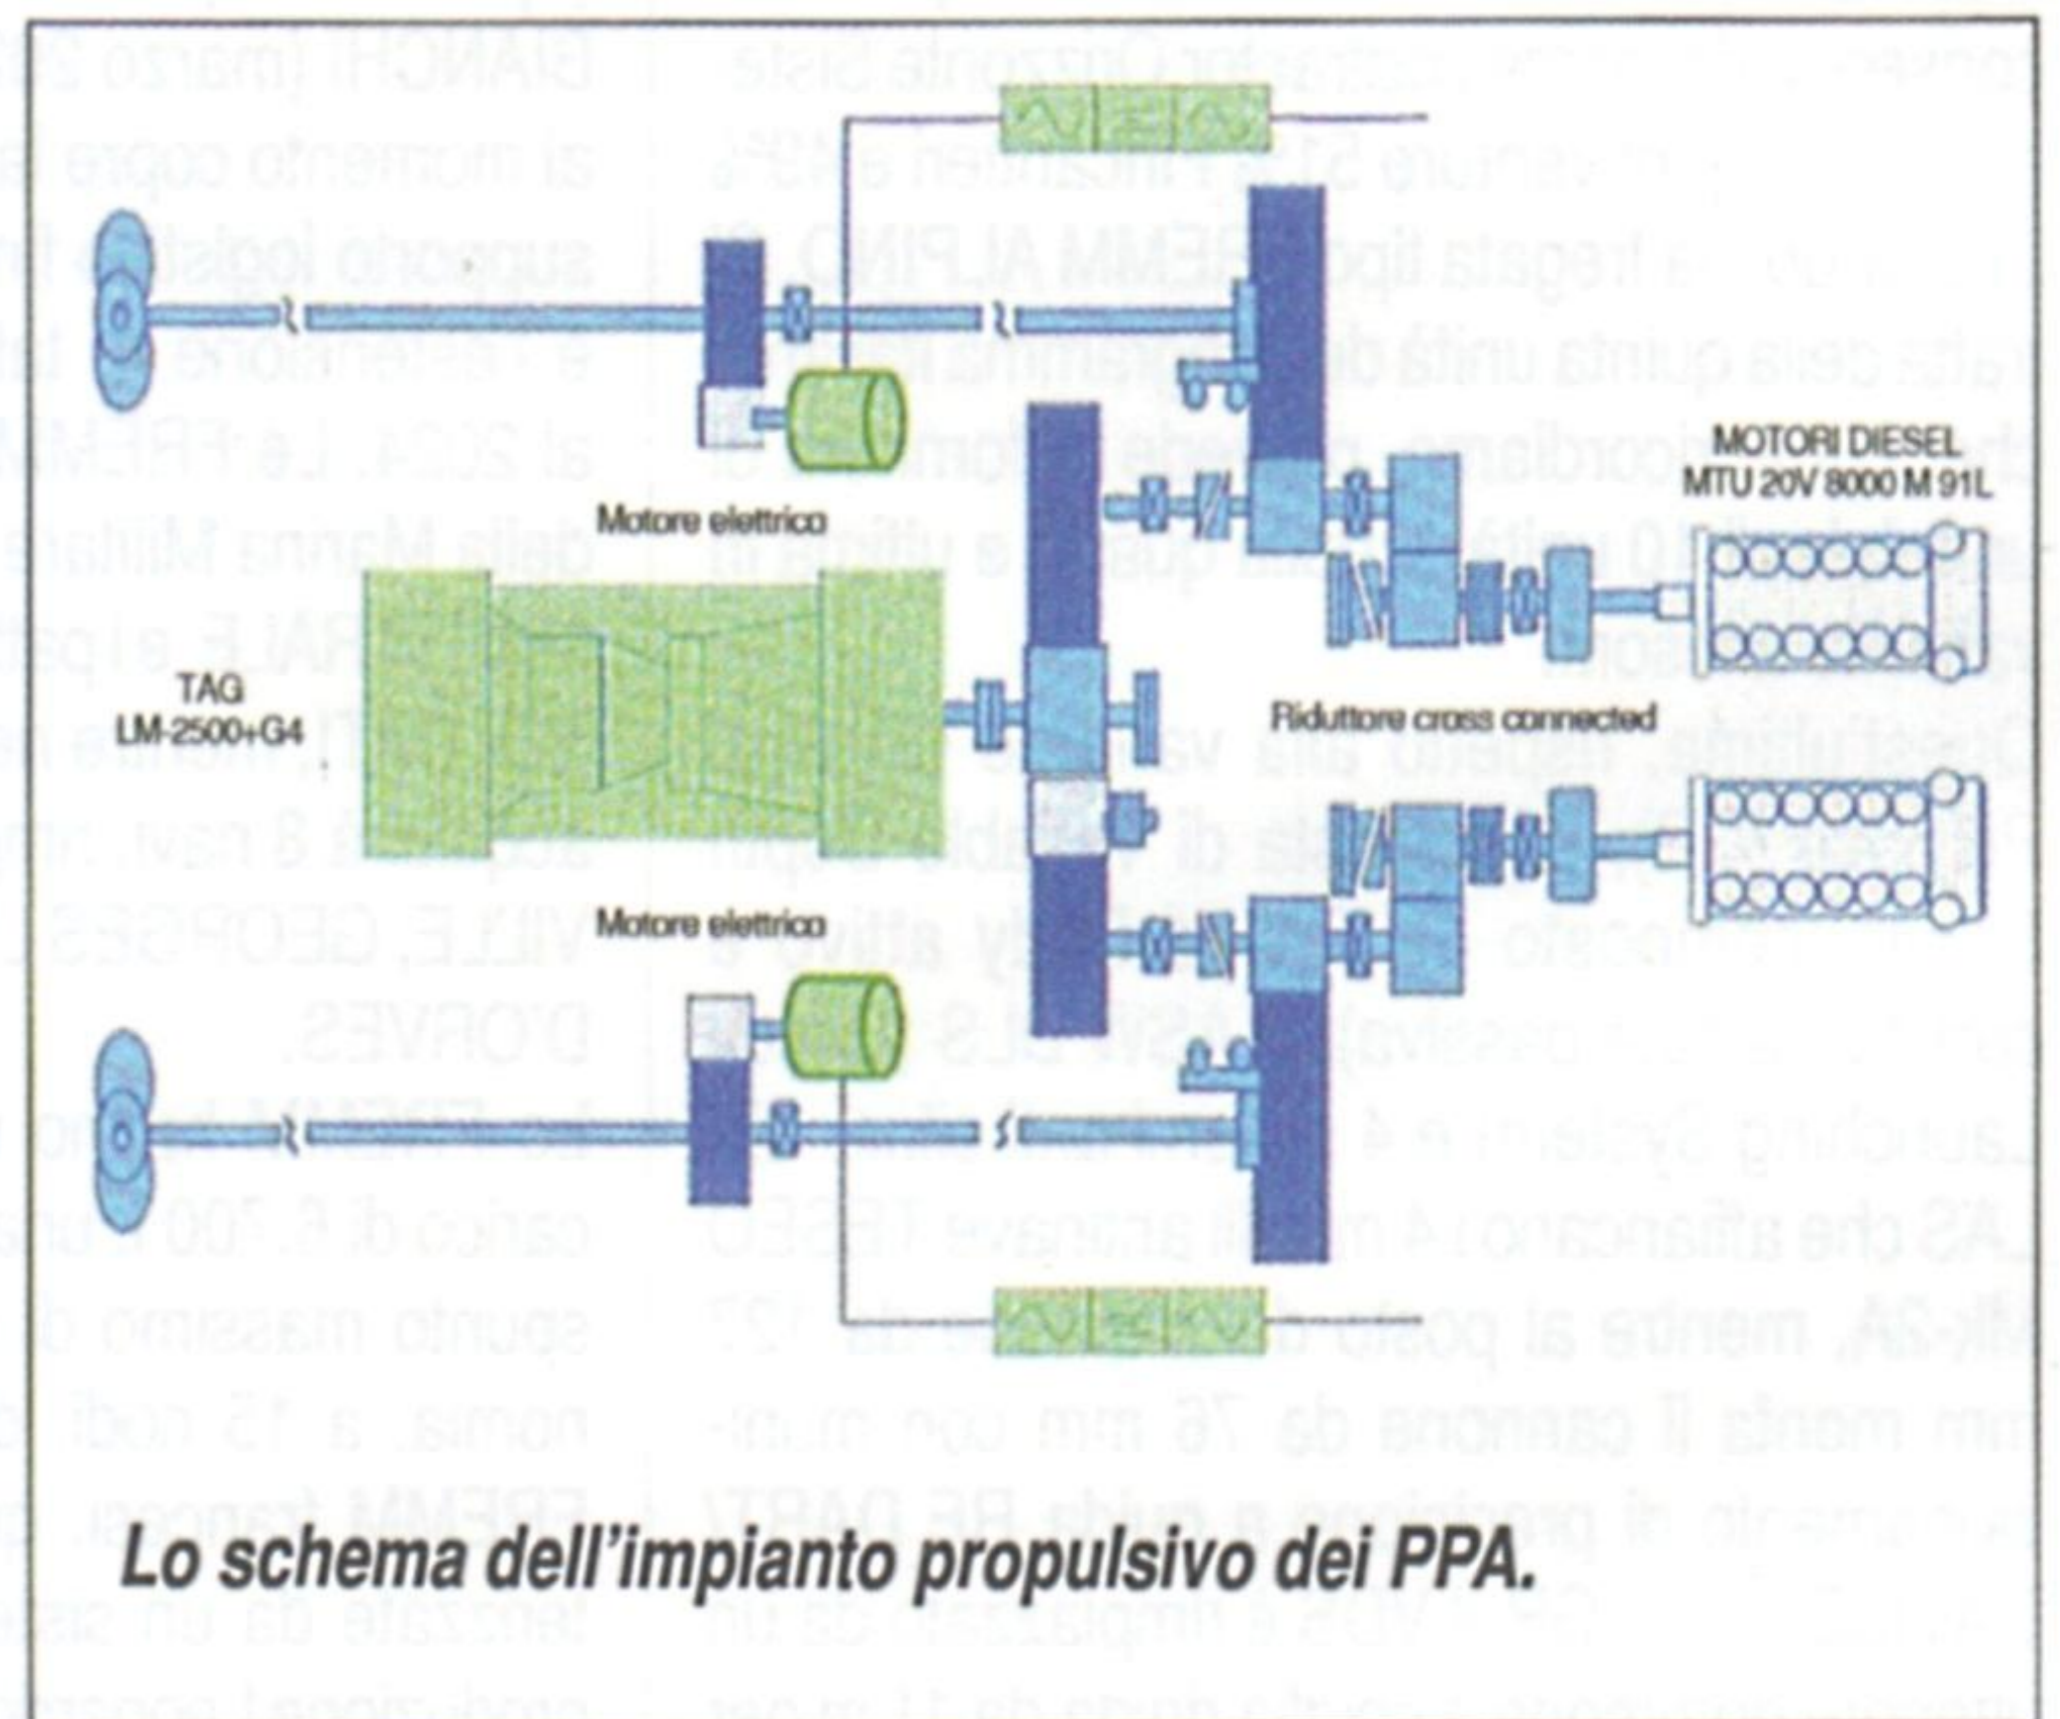 MOTORI DIESEL
MTU 20V 8000 M 91L
Motore elettrico
TAG
LM-2500+G4
Riduttore cross connected
Motore elettrico
Lo schema dell'impianto propulsivo dei PPA.